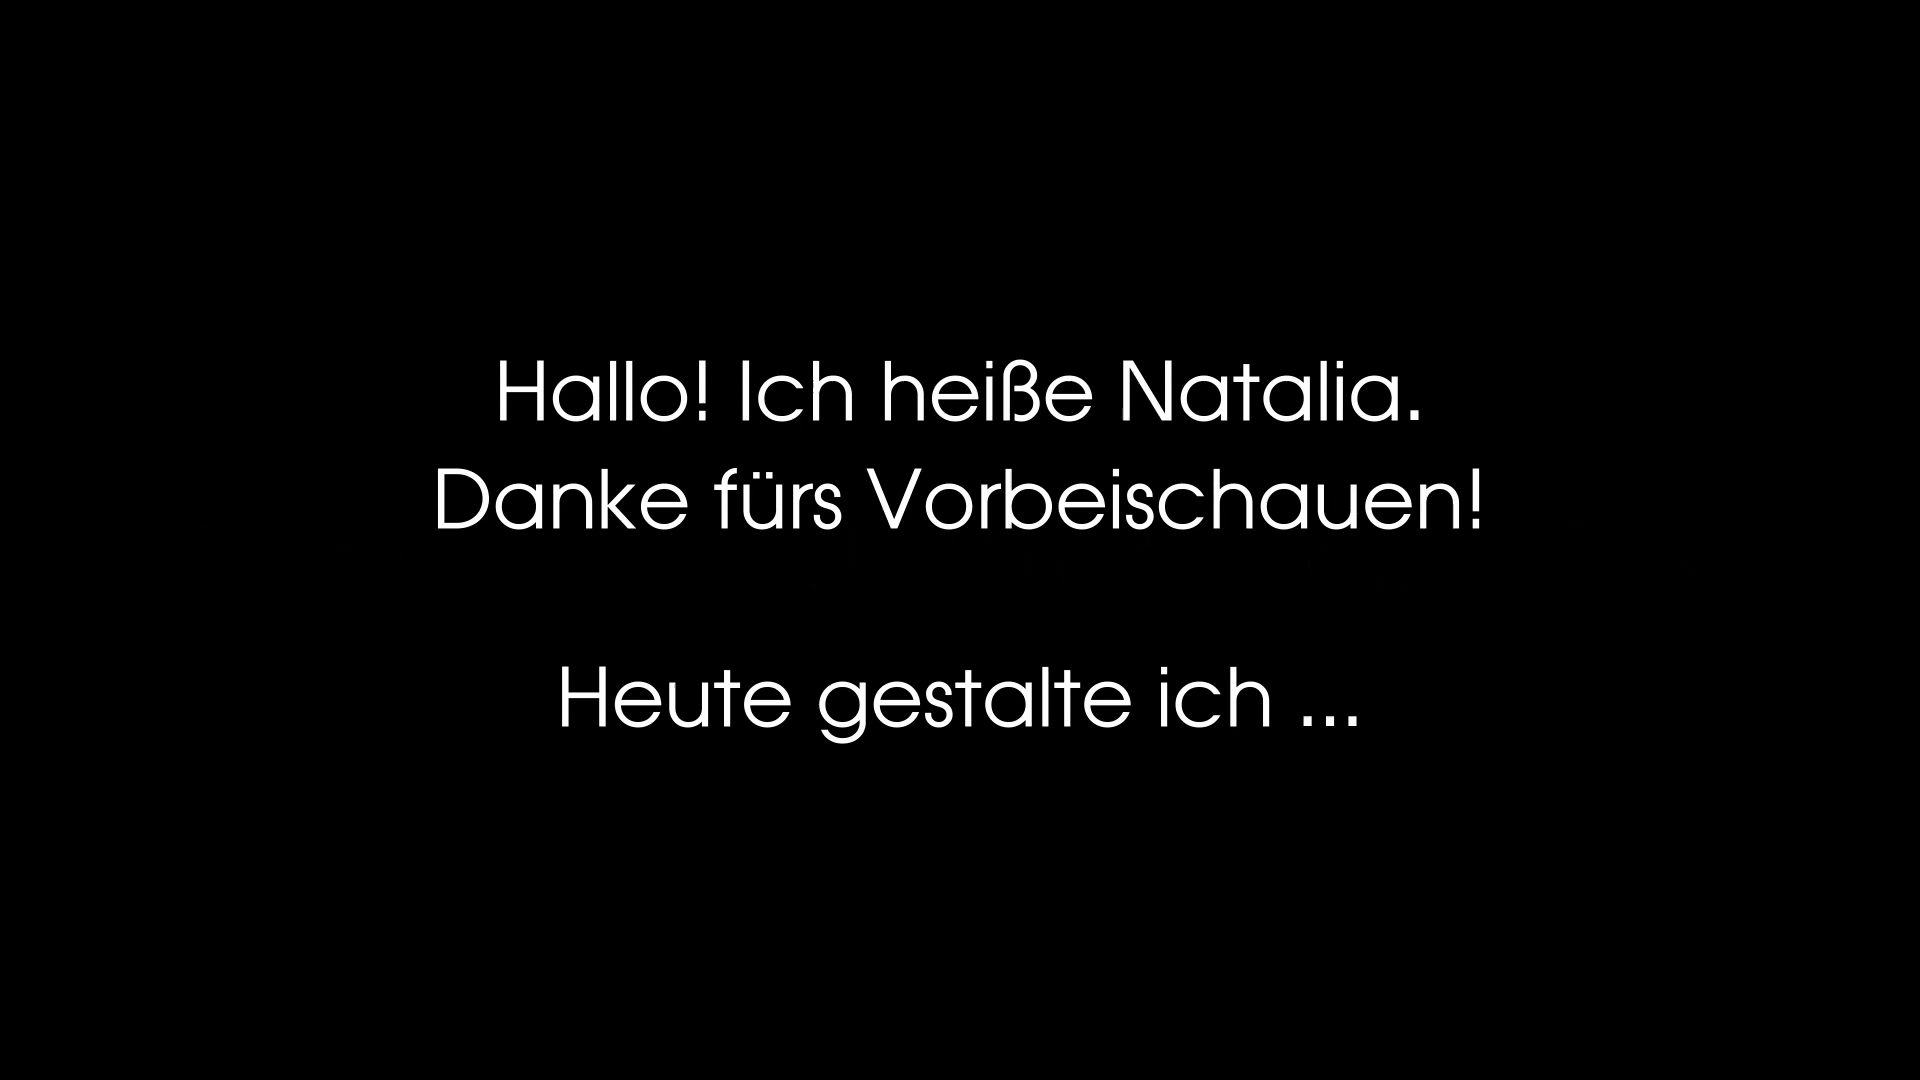 Hallo! Ich heiße Natalia.
Danke fürs Vorbeischauen!
Heute gestalte ich ...